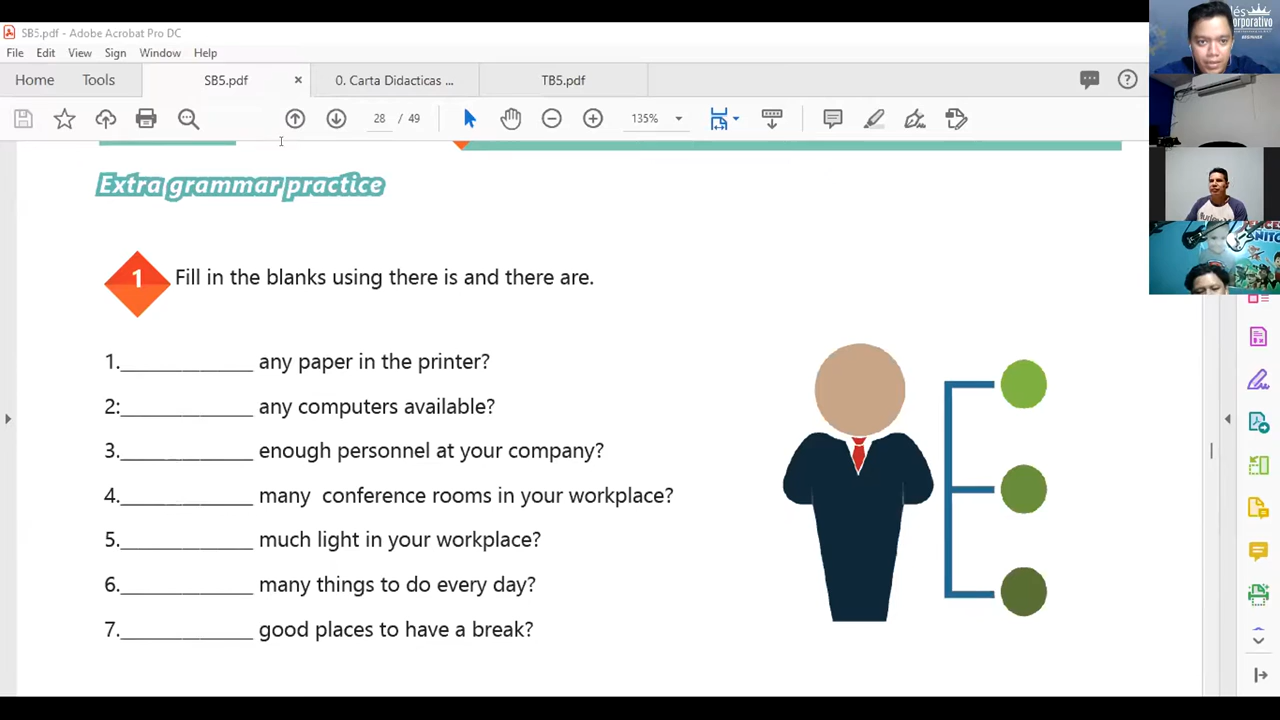 SB5.pdf - Adobe Acrobat Pro DC
File Edit View Sign Window Help
Home Tools SB5.pdf × 0. Carta Didacticas ... TB5.pdf
28 / 49 135%
Extra grammar practice
1 Fill in the blanks using there is and there are.
1.____________ any paper in the printer?
2:____________ any computers available?
3.____________ enough personnel at your company?
4.____________ many conference rooms in your workplace?
5.____________ much light in your workplace?
6.____________ many things to do every day?
7.____________ good places to have a break?